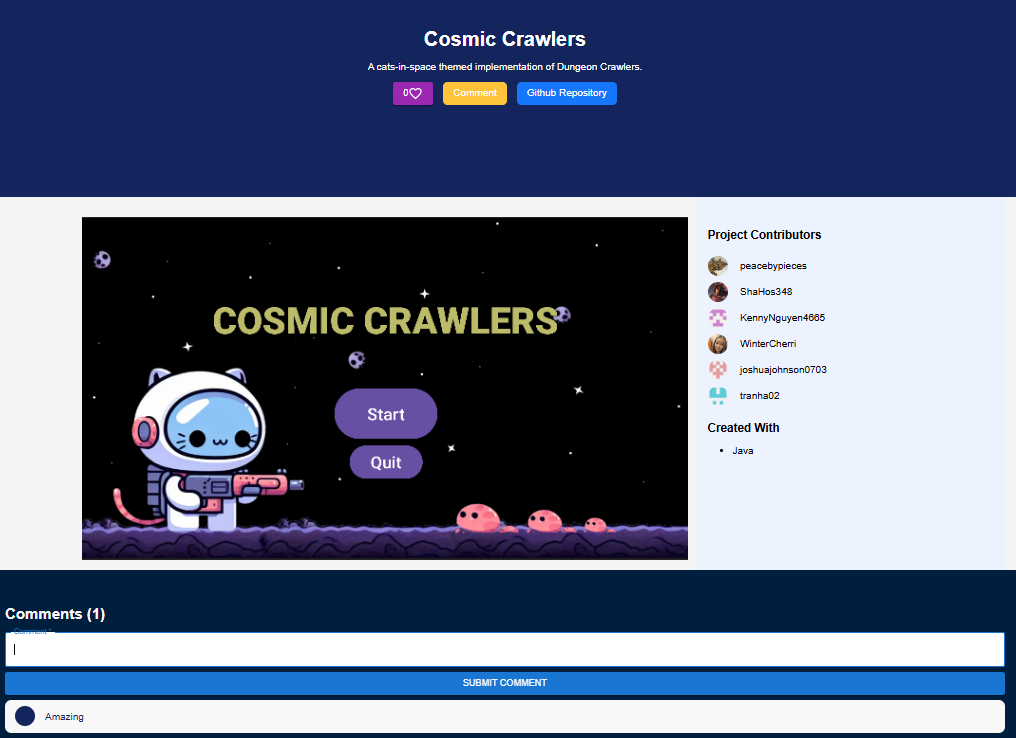 Cosmic Crawlers
A cats-in-space themed implementation of Dungeon Crawlers.
0
Comment
Github Repository
COSMIC CRAWLERS
Start
Quit
Project Contributors
peacebypieces
ShaHos348
KennyNguyen4665
WinterCherri
joshuajohnson0703
tranha02
Created With
• Java
Comments (1)
Comment *
SUBMIT COMMENT
Amazing